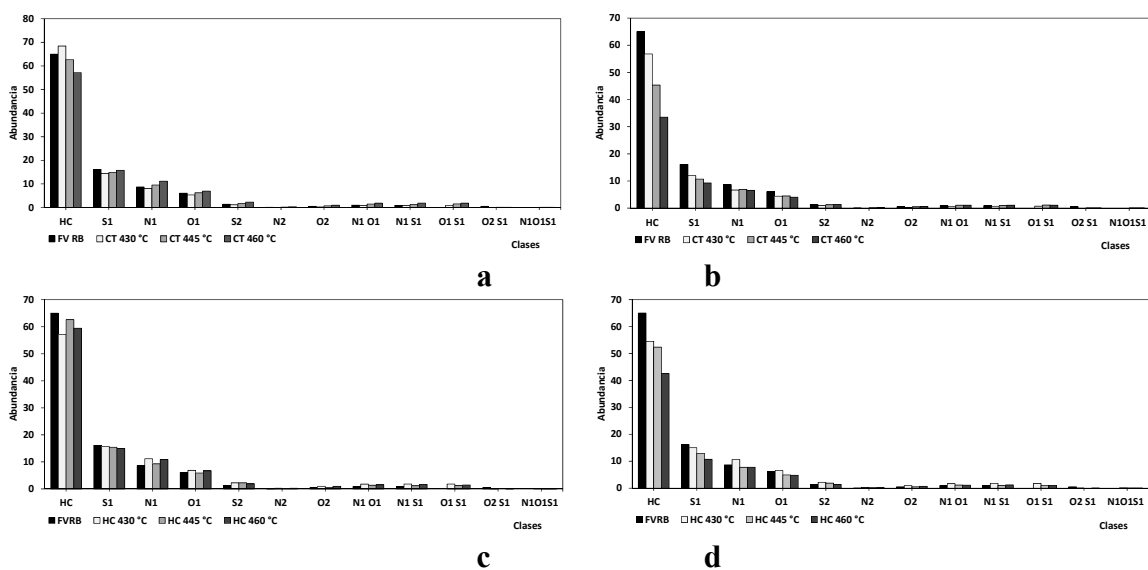 80
70
60
50
40
30
20
10
0
Abundancia
HC S1 N1 O1 S2 N2 O2 N1 O1 N1 S1 O1 S1 O2 S1 N1O1S1
FV RB CT 430 °C CT 445 °C CT 460 °C
Clases
a
70
60
50
40
30
20
10
0
Abundancia
HC S1 N1 O1 S2 N2 O2 N1 O1 N1 S1 O1 S1 O2 S1 N1O1S1
FV RB CT 430 °C CT 445 °C CT 460 °C
Clases
b
70
60
50
40
30
20
10
0
Abundancia
HC S1 N1 O1 S2 N2 O2 N1 O1 N1 S1 O1 S1 O2 S1 N1O1S1
FVRB HC 430 °C HC 445 °C HC 460 °C
Clases
c
70
60
50
40
30
20
10
0
Abundancia
HC S1 N1 O1 S2 N2 O2 N1 O1 N1 S1 O1 S1 O2 S1 N1O1S1
FVRB HC 430 °C HC 445 °C HC 460 °C
Clases
d